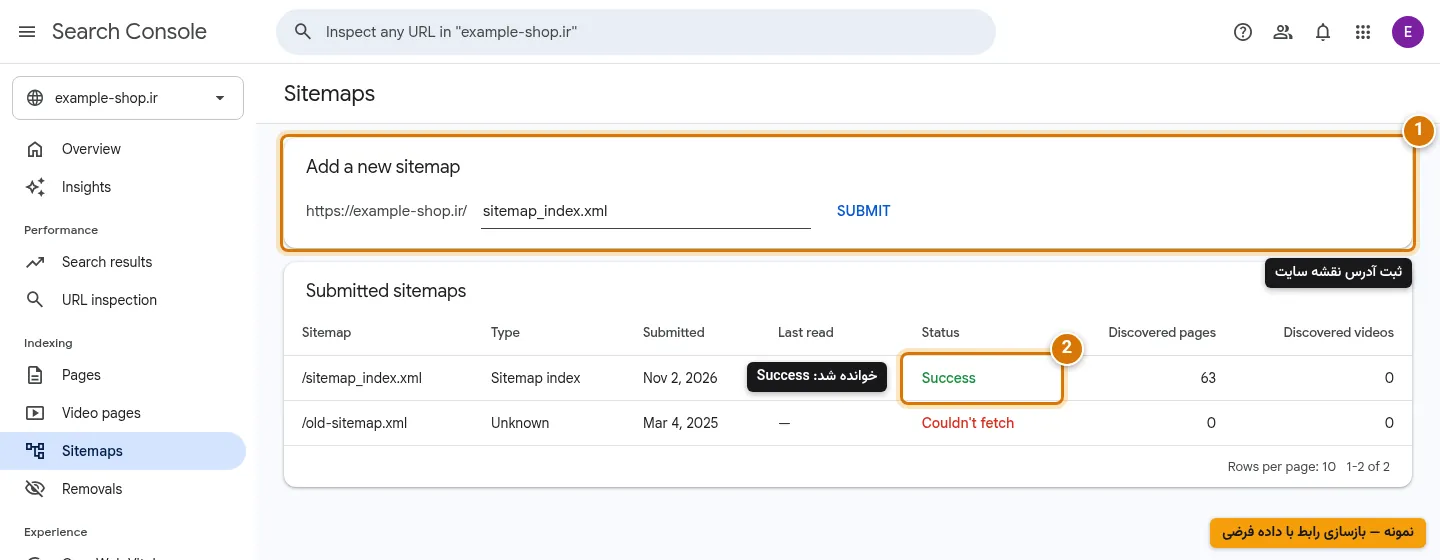 Search Console
Inspect any URL in "example-shop.ir"
E
example-shop.ir
Overview
Insights
Performance
Search results
URL inspection
Indexing
Pages
Video pages
Sitemaps
Removals
Experience
Sitemaps
1
Add a new sitemap
https://example-shop.ir/ sitemap_index.xml SUBMIT
ثبت آدرس نقشه سایت
Submitted sitemaps
Sitemap Type Submitted Last read Status Discovered pages Discovered videos
2
/sitemap_index.xml Sitemap index Nov 2, 2026 خوانده شد: Success Success 63 0
/old-sitemap.xml Unknown Mar 4, 2025 — Couldn't fetch 0 0
Rows per page: 10 1-2 of 2
نمونه — بازسازی رابط با داده فرضی